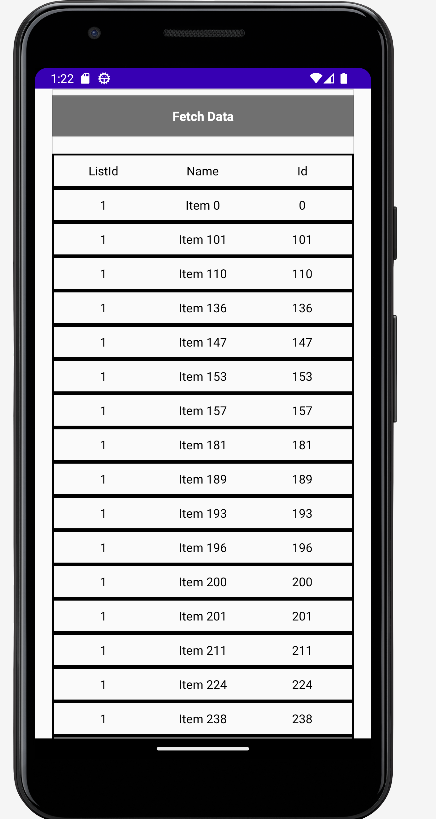 1:22
Fetch Data
ListId Name Id
1 Item 0 0
1 Item 101 101
1 Item 110 110
1 Item 136 136
1 Item 147 147
1 Item 153 153
1 Item 157 157
1 Item 181 181
1 Item 189 189
1 Item 193 193
1 Item 196 196
1 Item 200 200
1 Item 201 201
1 Item 211 211
1 Item 224 224
1 Item 238 238